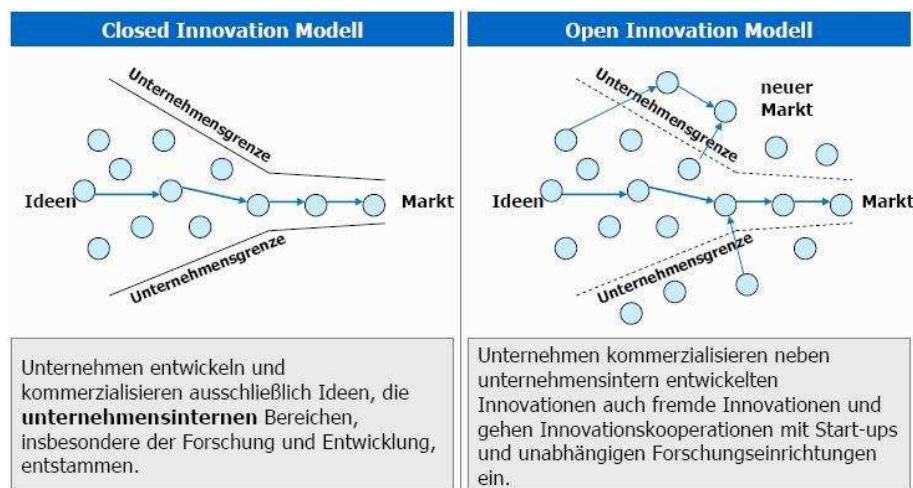 Closed Innovation Modell
Unternehmensgrenze
Ideen
Markt
Unternehmensgrenze
Unternehmen entwickeln und
kommerzialisieren ausschließlich Ideen, die
unternehmensinternen Bereichen,
insbesondere der Forschung und Entwicklung,
entstammen.
Open Innovation Modell
Unternehmensgrenze
neuer
Markt
Ideen
Markt
Unternehmensgrenze
Unternehmen kommerzialisieren neben
unternehmensintern entwickelten
Innovationen auch fremde Innovationen und
gehen Innovationskooperationen mit Start-ups
und unabhängigen Forschungseinrichtungen
ein.